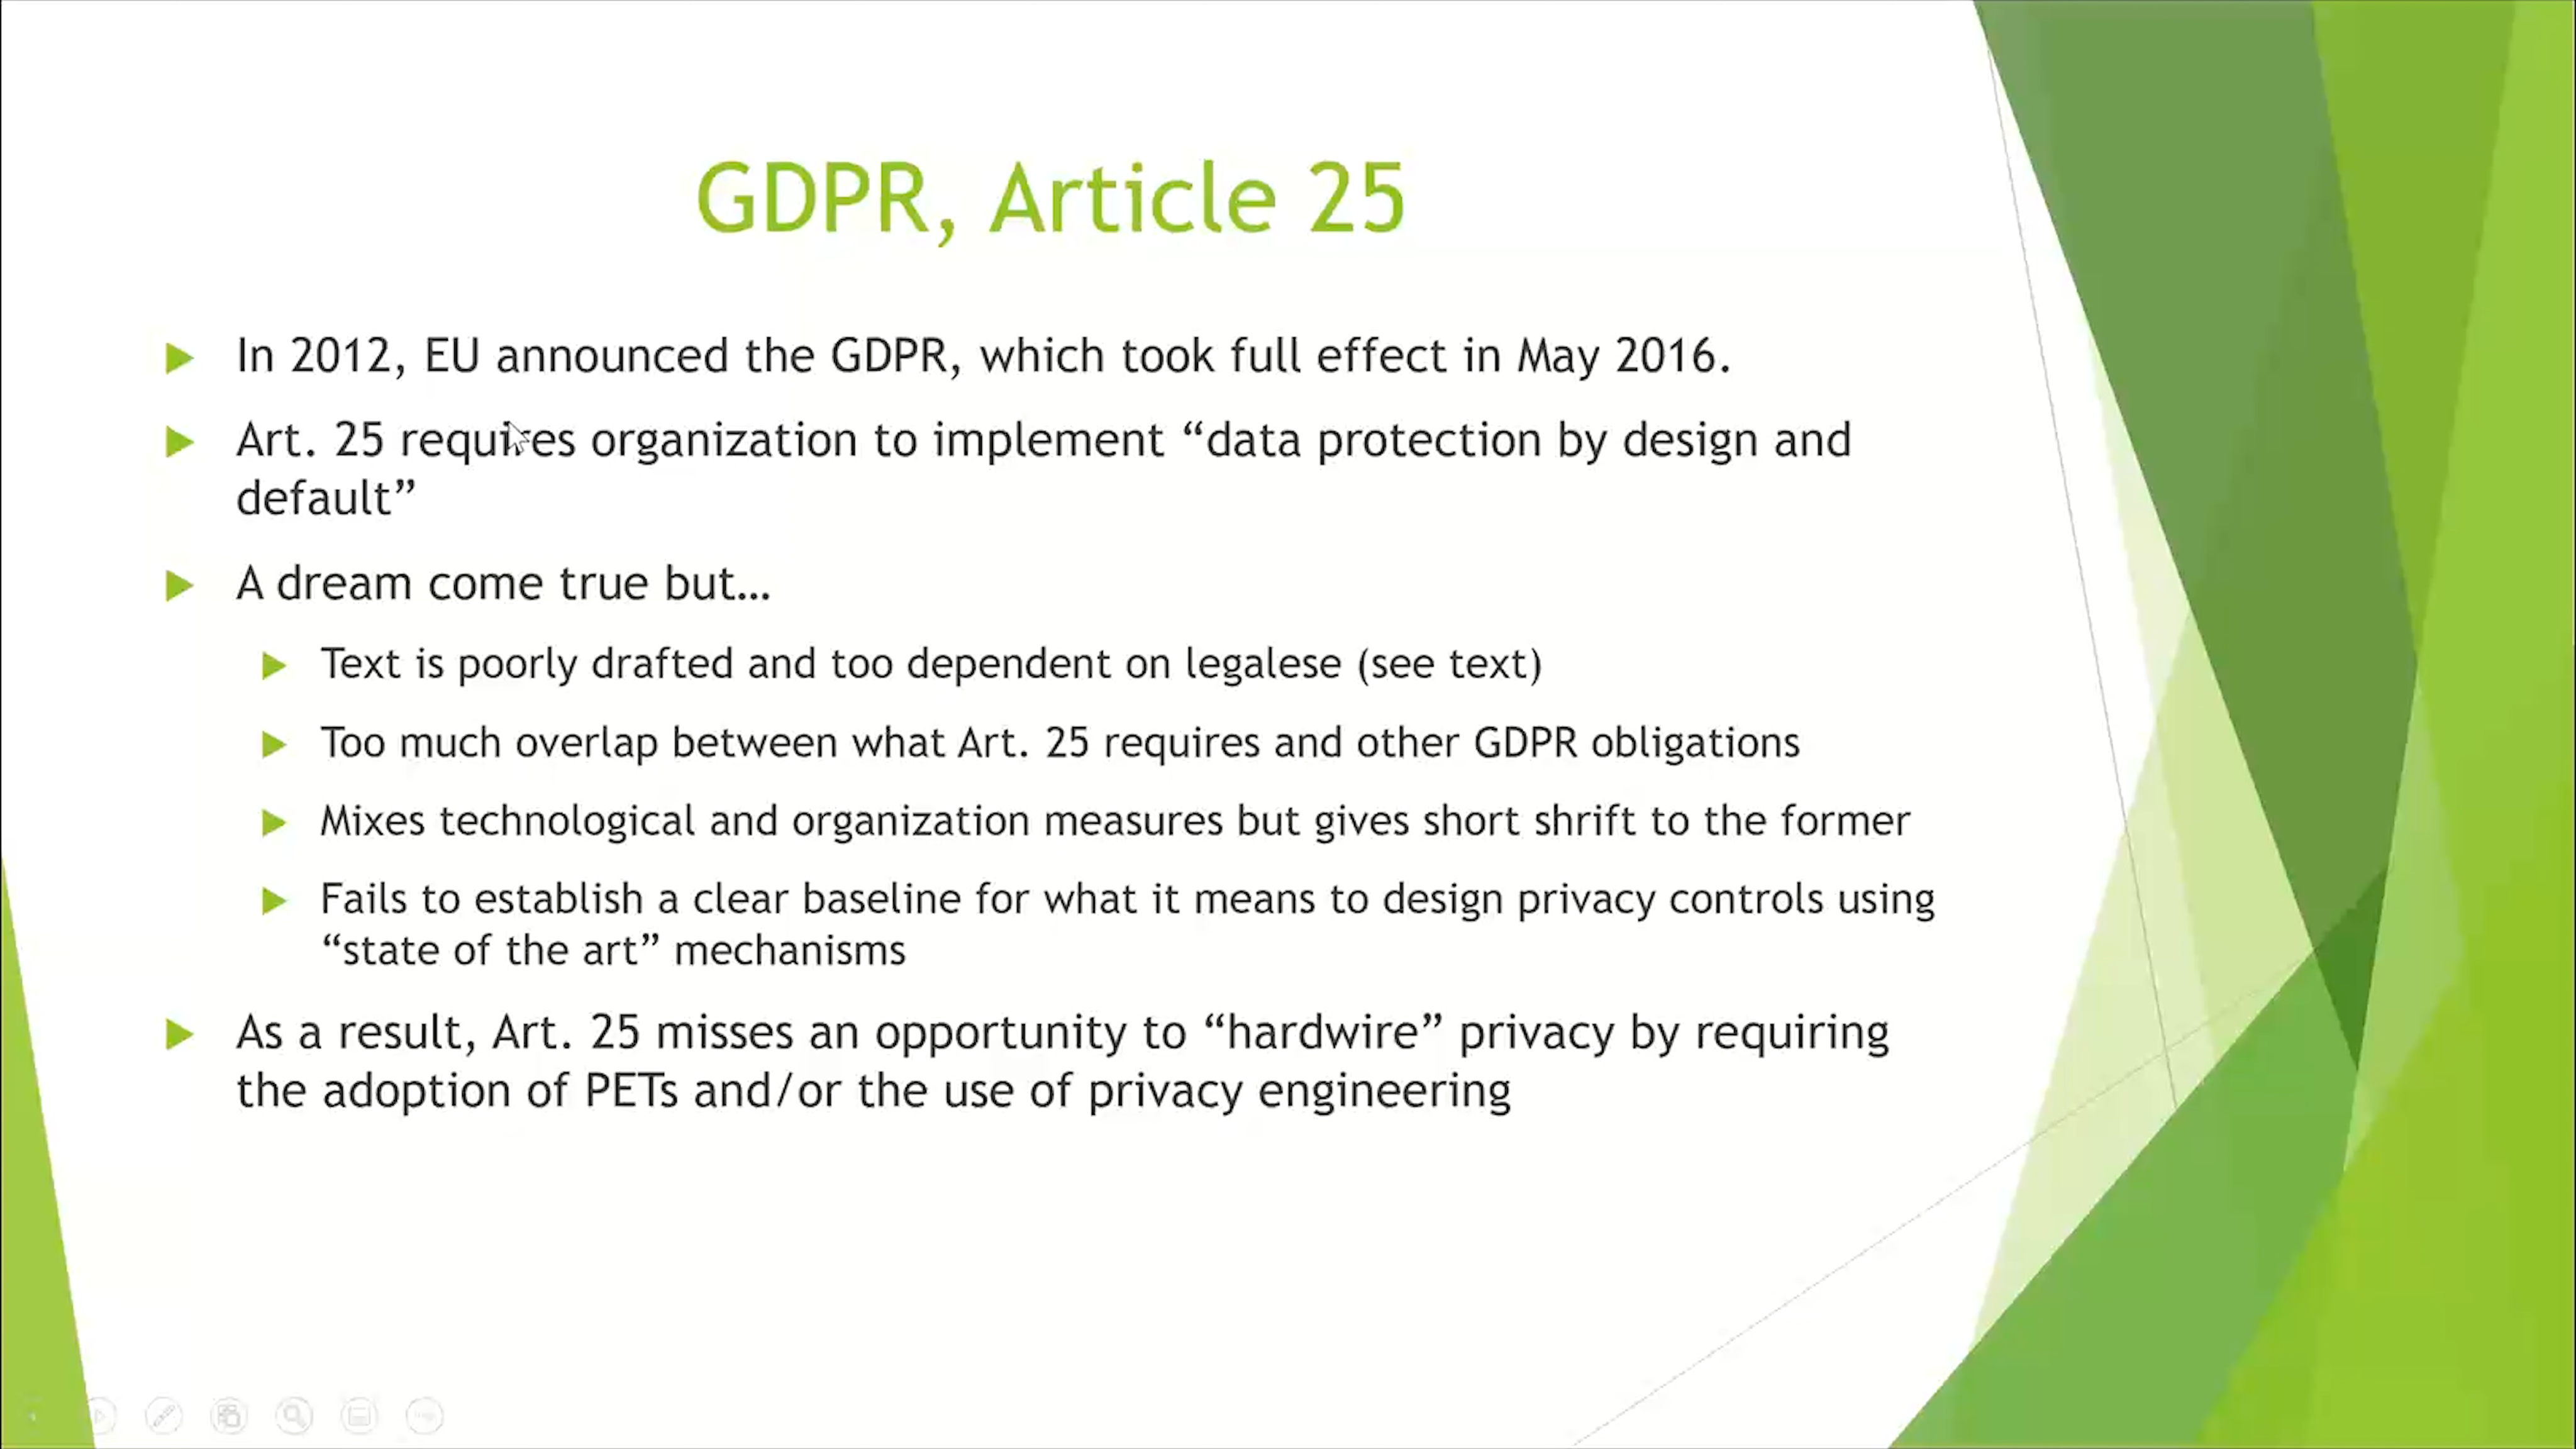 GDPR, Article 25
In 2012, EU announced the GDPR, which took full effect in May 2016.
Art. 25 requires organization to implement “data protection by design and
default”
A dream come true but…
Text is poorly drafted and too dependent on legalese (see text)
Too much overlap between what Art. 25 requires and other GDPR obligations
Mixes technological and organization measures but gives short shrift to the former
Fails to establish a clear baseline for what it means to design privacy controls using
“state of the art” mechanisms
As a result, Art. 25 misses an opportunity to “hardwire” privacy by requiring
the adoption of PETs and/or the use of privacy engineering